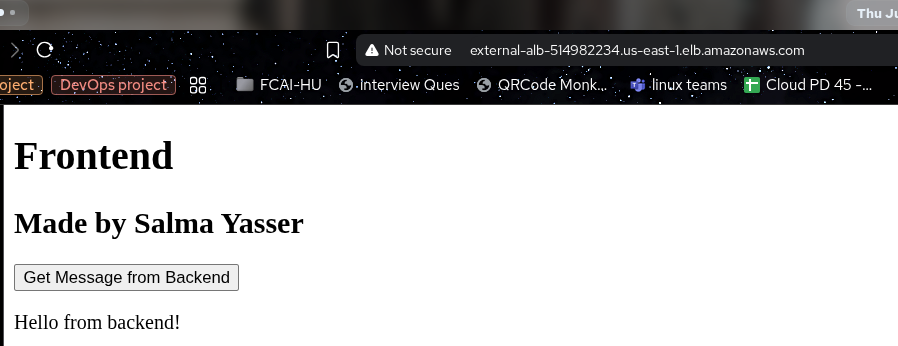 Thu Ju
Not secure external-alb-514982234.us-east-1.elb.amazonaws.com
oject DevOps project FCAI-HU Interview Ques QRCode Monk... linux teams Cloud PD 45 -...
Frontend
Made by Salma Yasser
Get Message from Backend
Hello from backend!